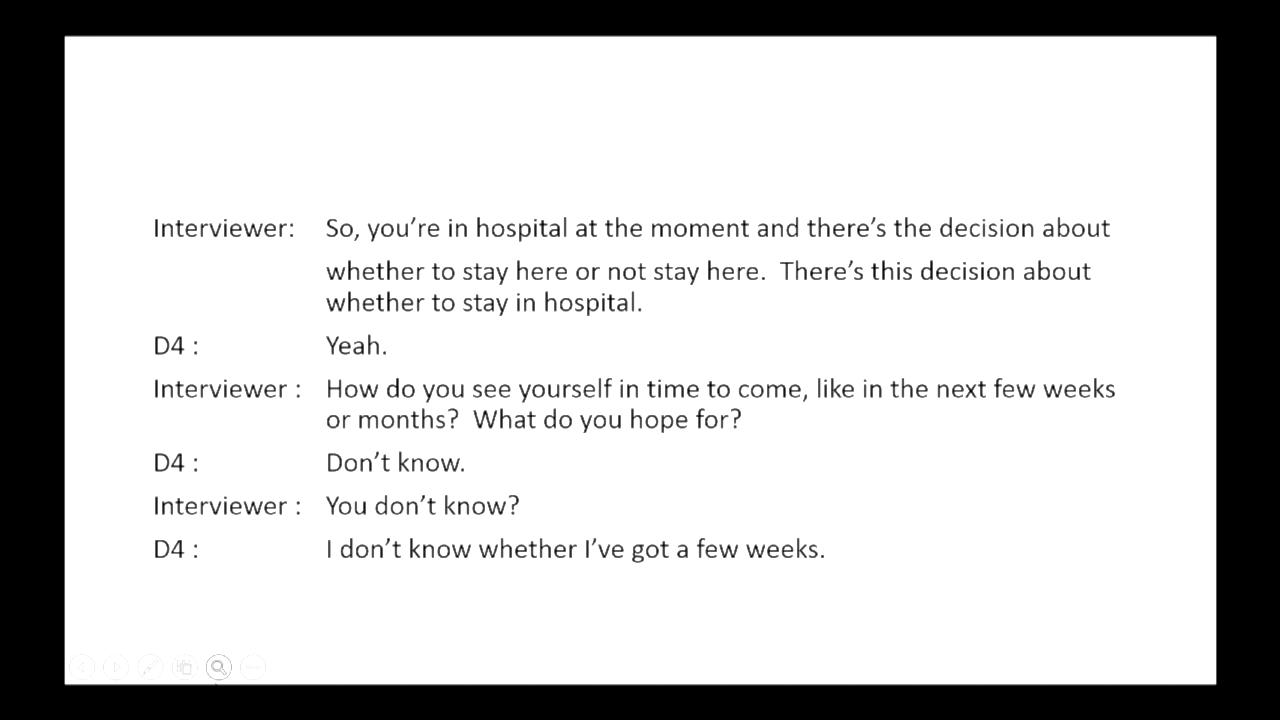 Interviewer: So, you’re in hospital at the moment and there’s the decision about
whether to stay here or not stay here. There’s this decision about
whether to stay in hospital.
D4 : Yeah.
Interviewer : How do you see yourself in time to come, like in the next few weeks
or months? What do you hope for?
D4 : Don’t know.
Interviewer : You don’t know?
D4 : I don’t know whether I’ve got a few weeks.